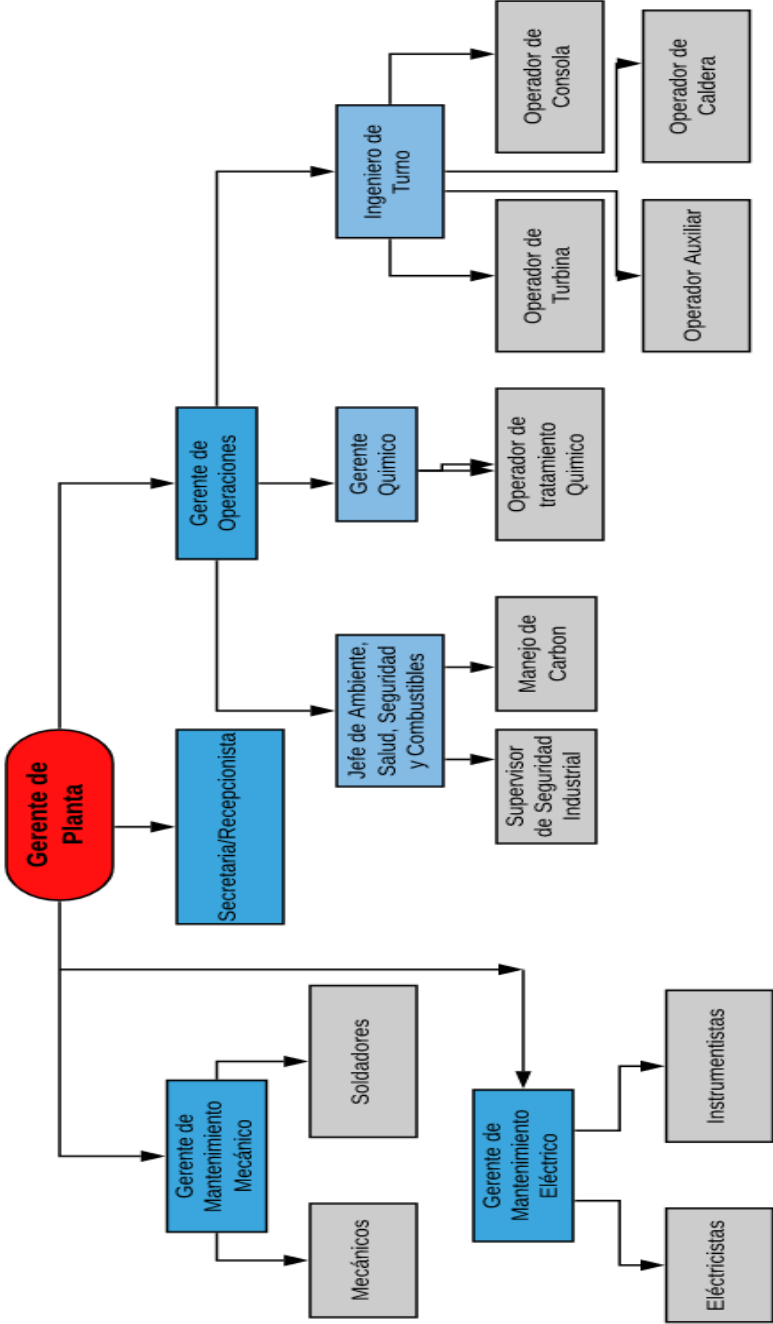 Gerente de
Planta
Secretaria/Recepcionista
Gerente de
Operaciones
Gerente de
Mantenimiento
Mecánico
Mecánicos
Soldadores
Gerente de
Mantenimiento
Eléctrico
Eléctricistas
Instrumentistas
Jefe de Ambiente,
Salud, Seguridad
y Combustibles
Supervisor
de Seguridad
Industrial
Manejo de
Carbon
Gerente
Quimico
Operador de
tratamiento
Quimico
Ingeniero de
Turno
Operador de
Turbina
Operador de
Consola
Operador Auxiliar
Operador de
Caldera